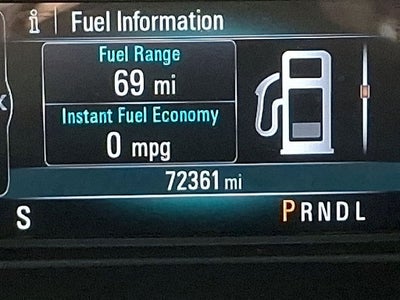 i Fuel Information
Fuel Range
69 mi
Instant Fuel Economy
0 mpg
72361 mi
S PRNDL